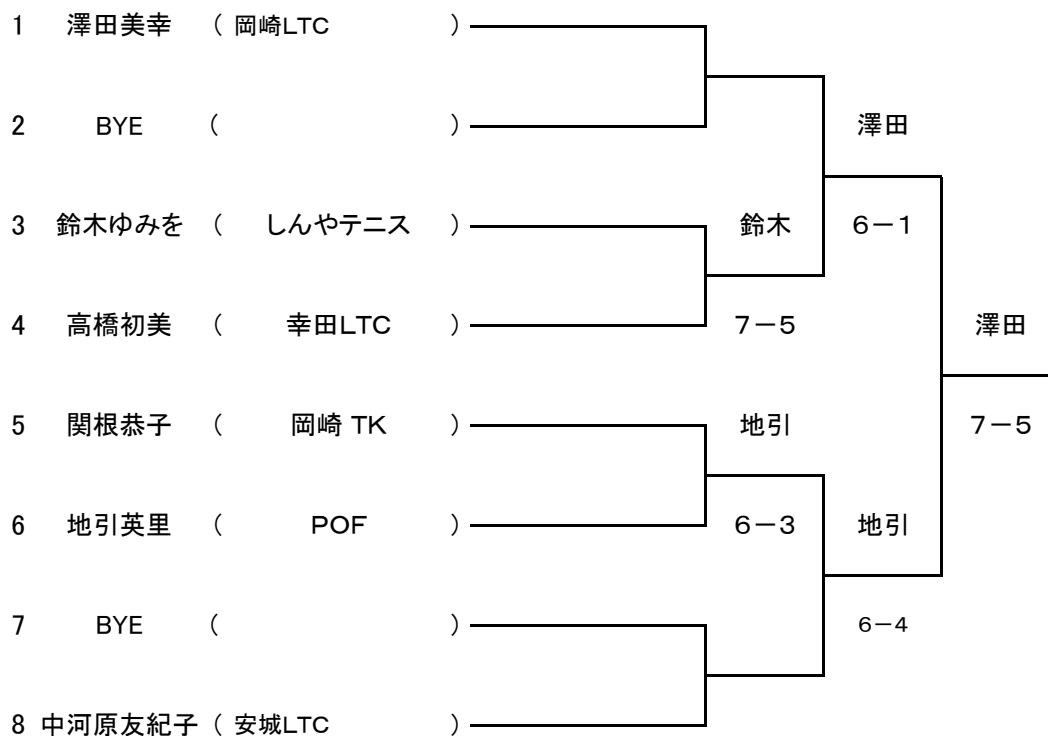 1 澤田美幸 ( 岡崎LTC )
2 BYE ( ) 澤田
3 鈴木ゆみを ( しんやテニス ) 鈴木 6－1
4 高橋初美 ( 幸田LTC ) 7－5 澤田
5 関根恭子 ( 岡崎 TK ) 地引 7－5
6 地引英里 ( POF ) 6－3 地引
7 BYE ( ) 6－4
8 中河原友紀子 ( 安城LTC )